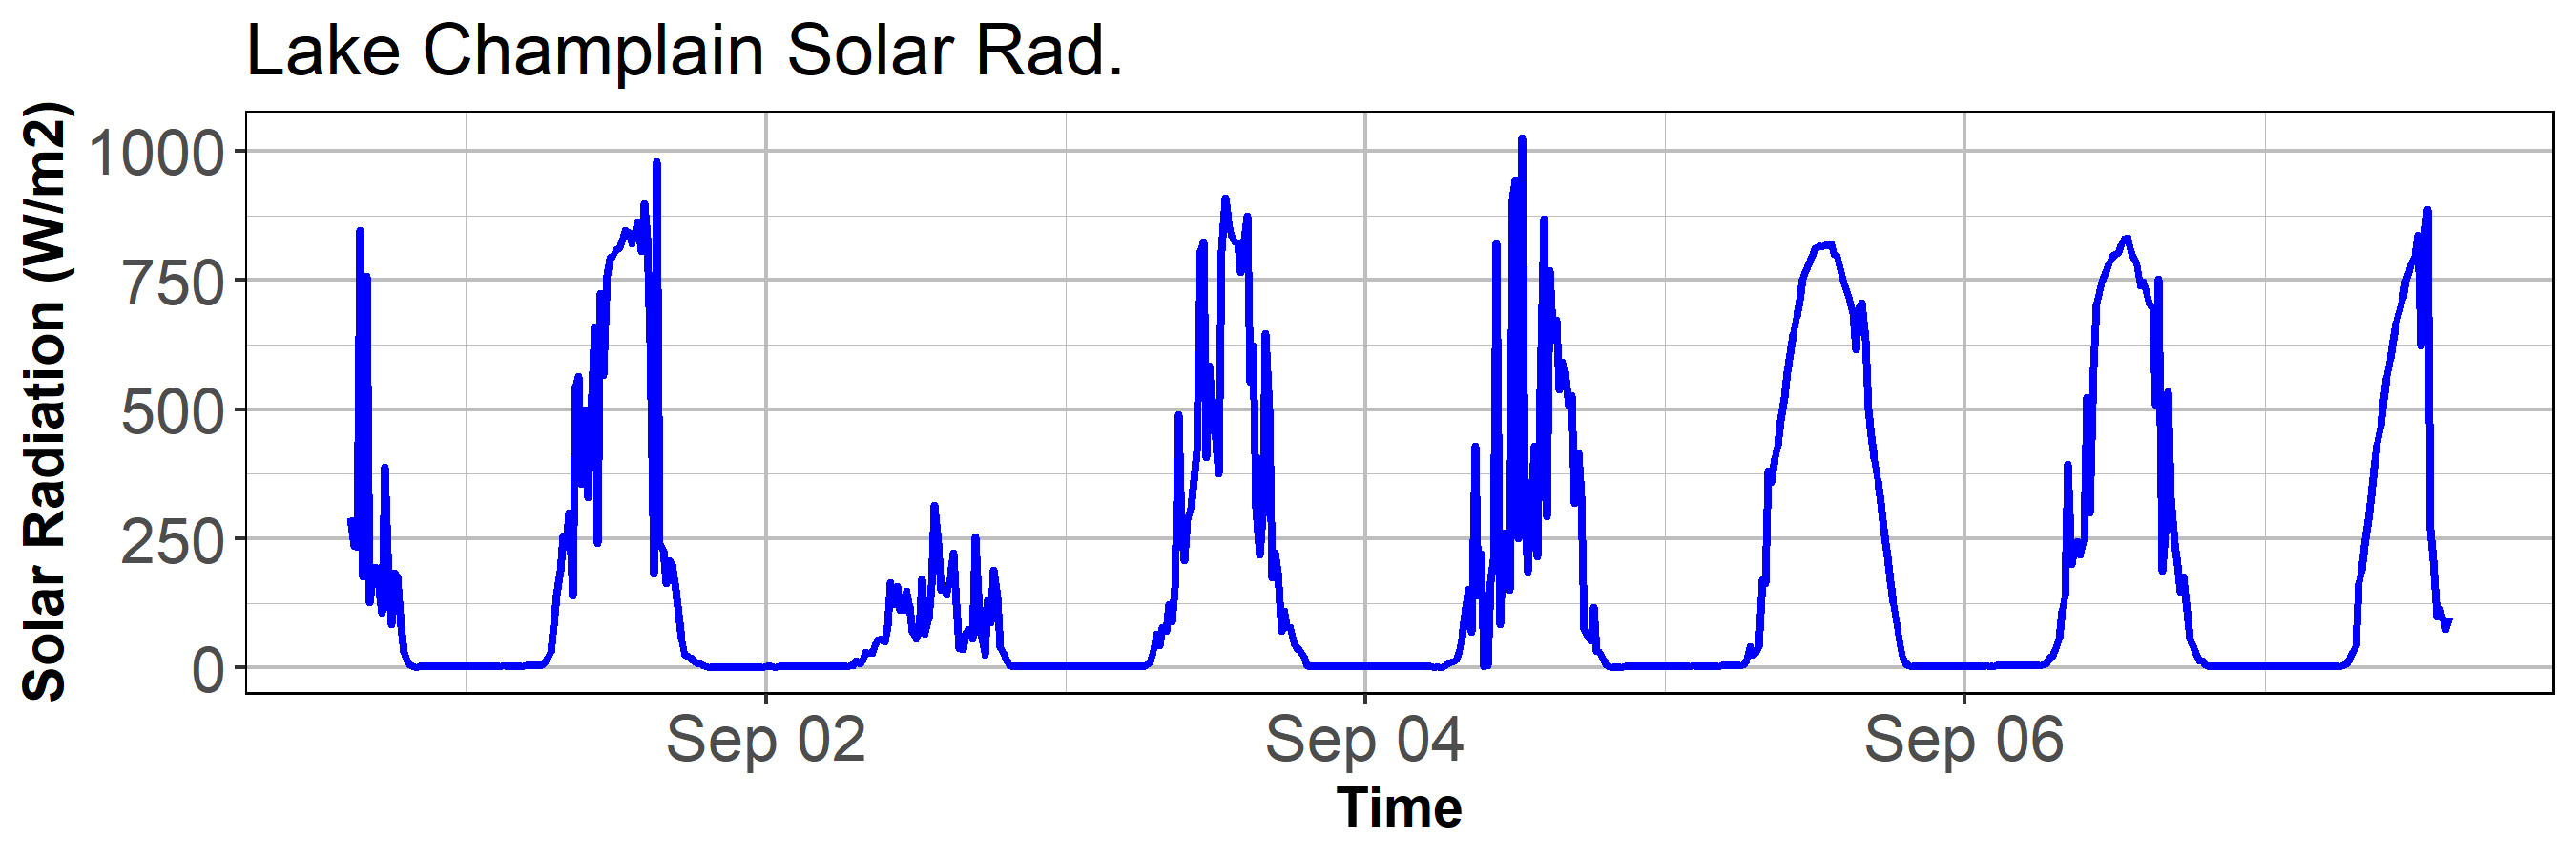 Lake Champlain Solar Rad.
Solar Radiation (W/m2)
1000
750
500
250
0
Sep 02
Sep 04
Sep 06
Time